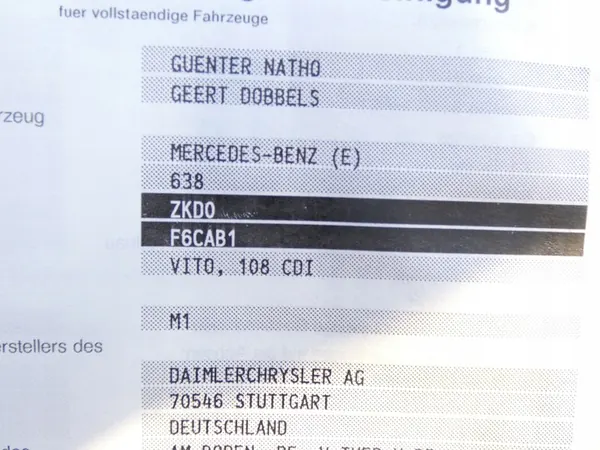 fuer vollstaendige Fahrzeuge
GUENTER NATHO
GEERT DOBBELS
rzeug
MERCEDES-BENZ (E)
638
ZKD0
F6CAB1
VITO, 108 CDI
M1
erstellers des
DAIMLERCHRYSLER AG
70546 STUTTGART
DEUTSCHLAND